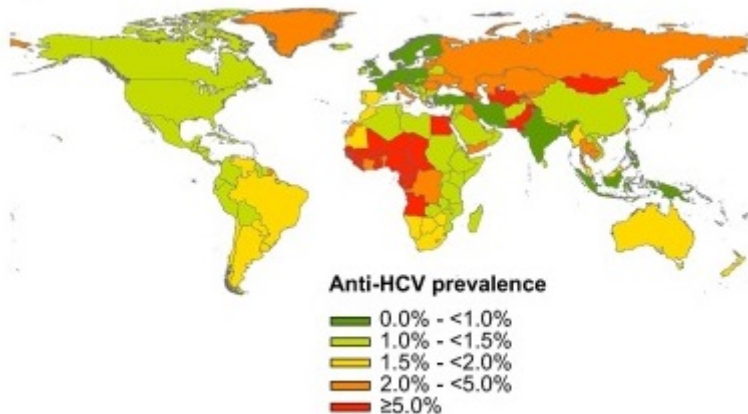 Anti-HCV prevalence
0.0% - <1.0%
1.0% - <1.5%
1.5% - <2.0%
2.0% - <5.0%
≥5.0%